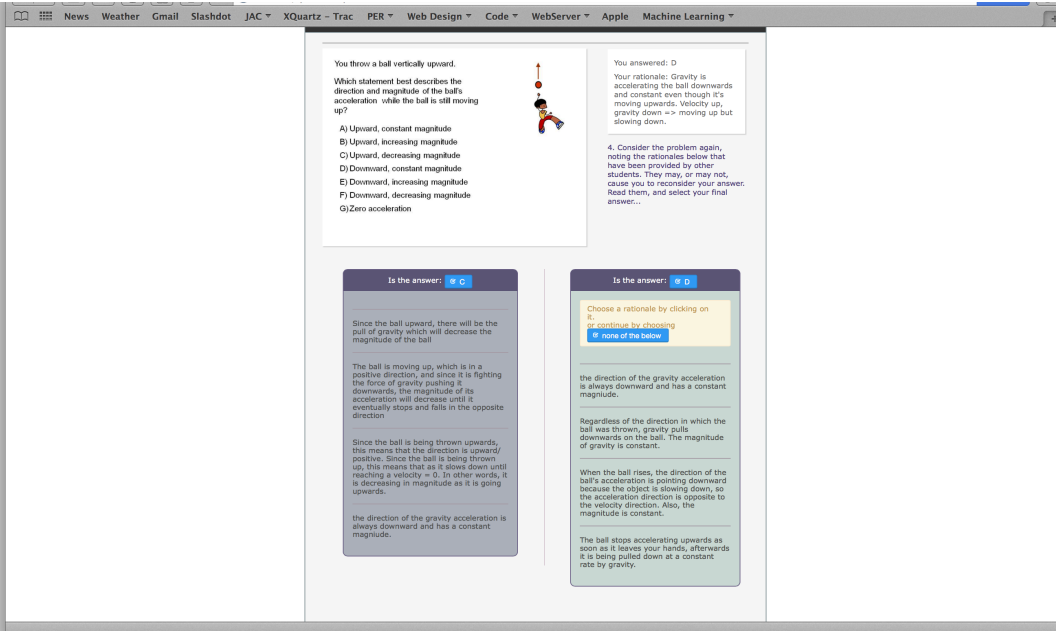 News Weather Gmail Slashdot JAC ▾ XQuartz – Trac PER ▾ Web Design ▾ Code ▾ WebServer ▾ Apple Machine Learning ▾
You throw a ball vertically upward.
Which statement best describes the
direction and magnitude of the ball's
acceleration while the ball is still moving
up?
A) Upward, constant magnitude
B) Upward, increasing magnitude
C) Upward, decreasing magnitude
D) Downward, constant magnitude
E) Downward, increasing magnitude
F) Downward, decreasing magnitude
G) Zero acceleration
You answered: D
Your rationale: Gravity is
accelerating the ball downwards
and constant even though it's
moving upwards. Velocity up,
gravity down => moving up but
slowing down.
4. Consider the problem again,
noting the rationales below that
have been provided by other
students. They may, or may not,
cause you to reconsider your answer.
Read them, and select your final
answer...
Is the answer: C
Since the ball upward, there will be the
pull of gravity which will decrease the
magnitude of the ball
The ball is moving up, which is in a
positive direction, and since it is fighting
the force of gravity pushing it
downwards, the magnitude of its
acceleration will decrease until it
eventually stops and falls in the opposite
direction
Since the ball is being thrown upwards,
this means that the direction is upward/
positive. Since the ball is being thrown
up, this means that as it slows down until
reaching a velocity = 0. In other words, it
is decreasing in magnitude as it is going
upwards.
the direction of the gravity acceleration is
always downward and has a constant
magniude.
Is the answer: D
Choose a rationale by clicking on
it.
or continue by choosing
none of the below
the direction of the gravity acceleration
is always downward and has a constant
magniude.
Regardless of the direction in which the
ball was thrown, gravity pulls
downwards on the ball. The magnitude
of gravity is constant.
When the ball rises, the direction of the
ball's acceleration is pointing downward
because the object is slowing down, so
the acceleration direction is opposite to
the velocity direction. Also, the
magnitude is constant.
The ball stops accelerating upwards as
soon as it leaves your hands, afterwards
it is being pulled down at a constant
rate by gravity.